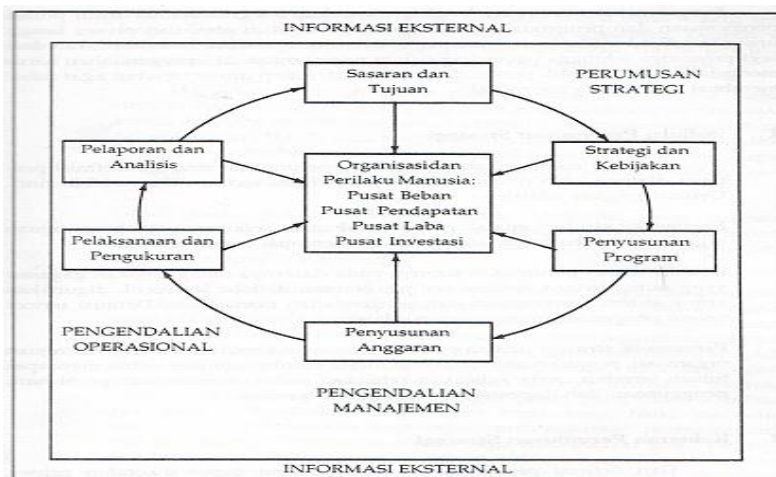 INFORMASI EKSTERNAL
Sasaran dan
Tujuan
PERUMUSAN
STRATEGI
Pelaporan dan
Analisis
Organisasidan
Perilaku Manusia:
Pusat Beban
Pusat Pendapatan
Pusat Laba
Pusat Investasi
Strategi dan
Kebijakan
Pelaksanaan dan
Pengukuran
Penyusunan
Program
PENGENDALIAN
OPERASIONAL
Penyusunan
Anggaran
PENGENDALIAN
MANAJEMEN
INFORMASI EKSTERNAL